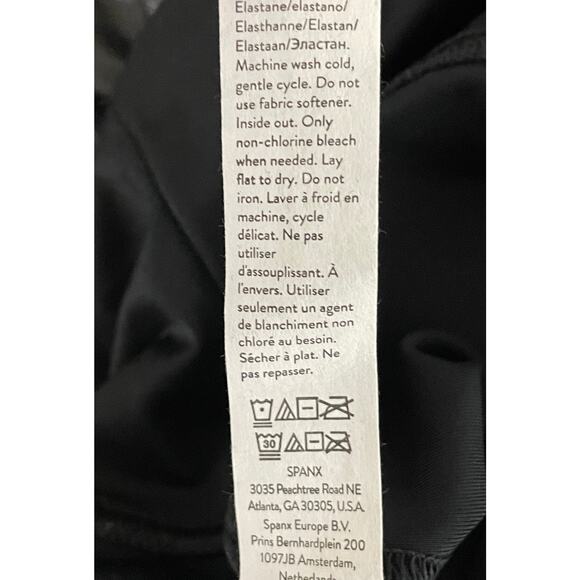 Elastane/elastano/
Elasthanne/Elastan/
Elastaan/Эластан.
Machine wash cold,
gentle cycle. Do not
use fabric softener.
Inside out. Only
non-chlorine bleach
when needed. Lay
flat to dry. Do not
iron. Laver à froid en
machine, cycle
délicat. Ne pas
utiliser
d'assouplissant. À
l'envers. Utiliser
seulement un agent
de blanchiment non
chloré au besoin.
Sécher à plat. Ne
pas repasser.
30
SPANX
3035 Peachtree Road NE
Atlanta, GA 30305, U.S.A.
Spanx Europe B.V.
Prins Bernhardplein 200
1097JB Amsterdam,
Netherlands